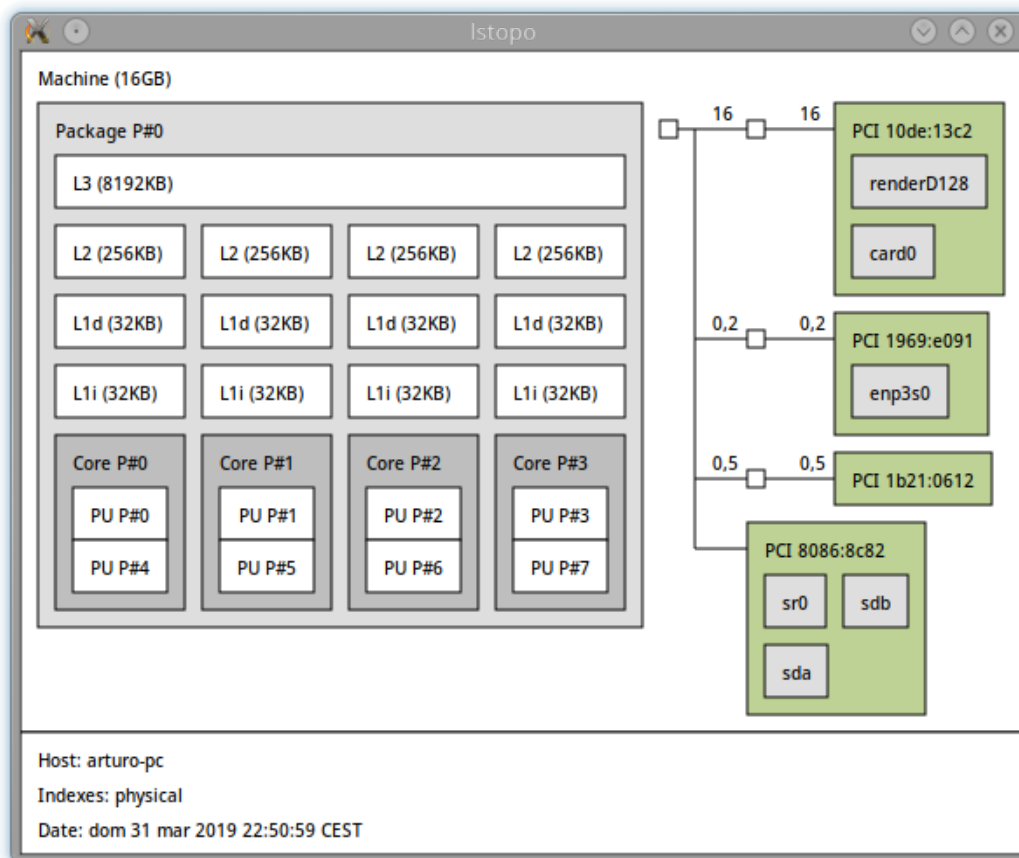 lstopo
Machine (16GB)
Package P#0
L3 (8192KB)
L2 (256KB) L2 (256KB) L2 (256KB) L2 (256KB)
L1d (32KB) L1d (32KB) L1d (32KB) L1d (32KB)
L1i (32KB) L1i (32KB) L1i (32KB) L1i (32KB)
Core P#0 Core P#1 Core P#2 Core P#3
PU P#0 PU P#1 PU P#2 PU P#3
PU P#4 PU P#5 PU P#6 PU P#7
16 16
PCI 10de:13c2
renderD128
card0
0,2 0,2
PCI 1969:e091
enp3s0
0,5 0,5
PCI 1b21:0612
PCI 8086:8c82
sr0 sdb
sda
Host: arturo-pc
Indexes: physical
Date: dom 31 mar 2019 22:50:59 CEST